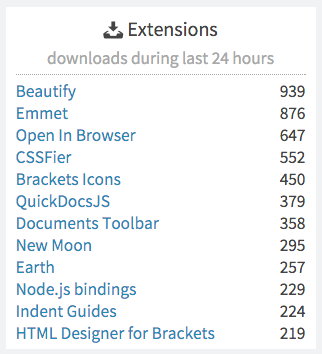 Extensions
downloads during last 24 hours
Beautify 939
Emmet 876
Open In Browser 647
CSSFier 552
Brackets Icons 450
QuickDocsJS 379
Documents Toolbar 358
New Moon 295
Earth 257
Node.js bindings 229
Indent Guides 224
HTML Designer for Brackets 219